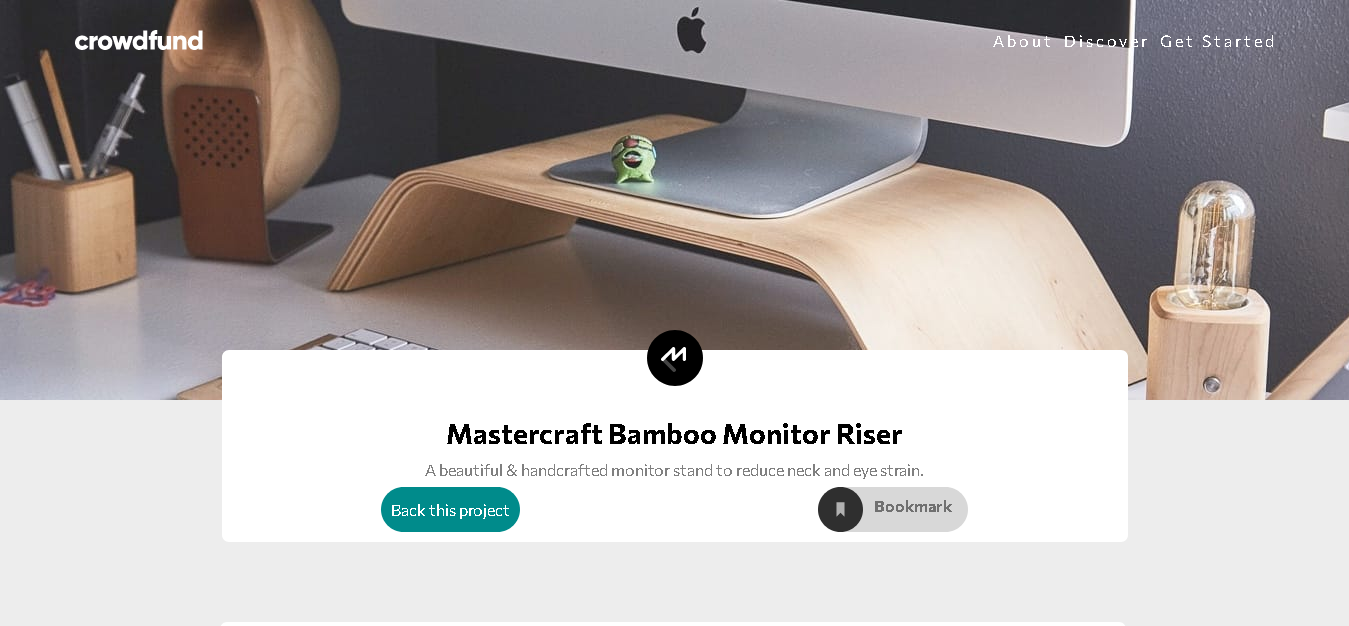 crowdfund
About Discover Get Started
Mastercraft Bamboo Monitor Riser
A beautiful & handcrafted monitor stand to reduce neck and eye strain.
Back this project
Bookmark